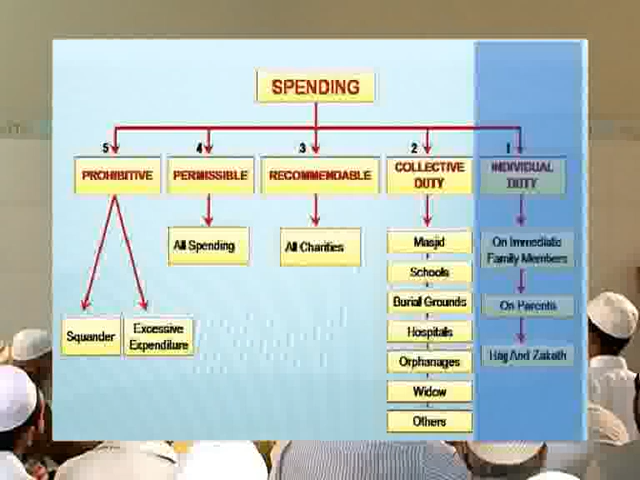 SPENDING
5 4 3 2 1
PROHIBITIVE
PERMISSIBLE
RECOMMENDABLE
COLLECTIVE
DUTY
INDIVIDUAL
DUTY
All Spending
All Charities
Masjid
Schools
Burial Grounds
Hospitals
Orphanages
Widow
Others
On Immediate
Family Members
On Parents
Haj And Zakath
Squander
Excessive
Expenditure